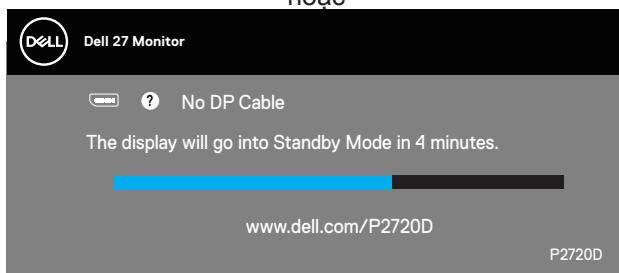 hoặc
DELL
Dell 27 Monitor
? No DP Cable
The display will go into Standby Mode in 4 minutes.
www.dell.com/P2720D
P2720D